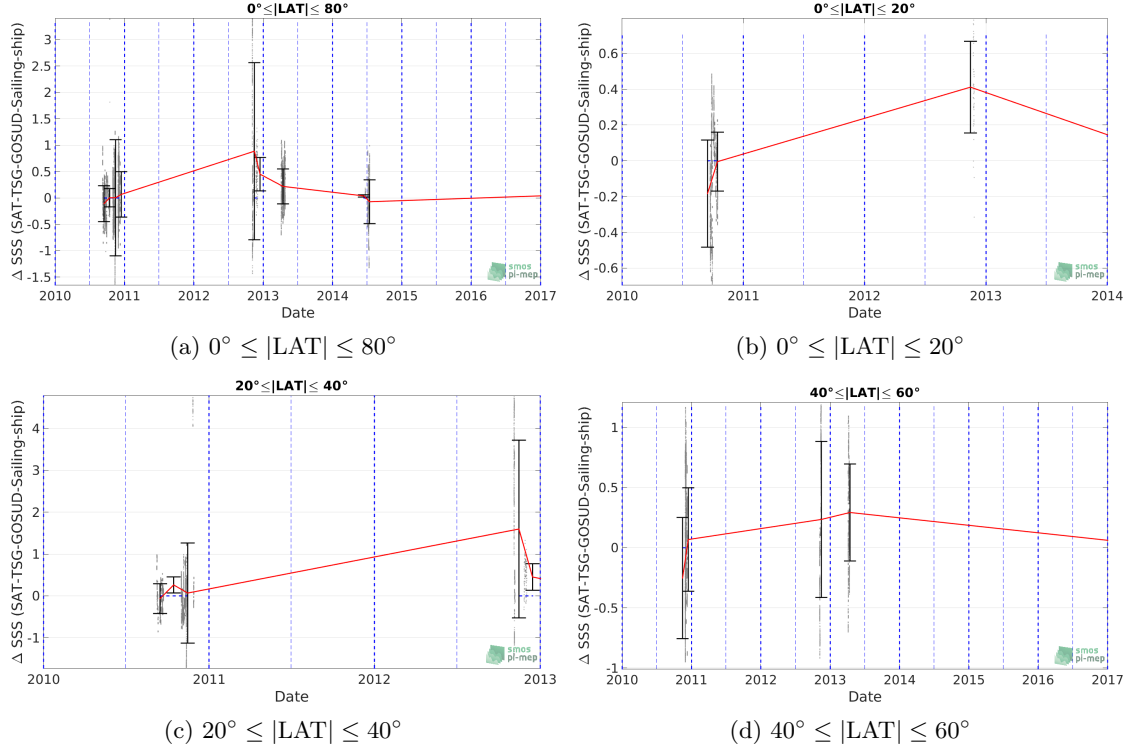 0°≤|LAT|≤ 80°
Δ SSS (SAT-TSG-GOSUD-Sailing-ship)
3
2.5
2
1.5
1
0.5
0
-0.5
-1
-1.5
2010 2011 2012 2013 2014 2015 2016 2017
Date
smos
pi-mep
(a) 0° ≤ |LAT| ≤ 80°
0°≤|LAT|≤ 20°
Δ SSS (SAT-TSG-GOSUD-Sailing-ship)
0.6
0.4
0.2
0
-0.2
-0.4
-0.6
2010 2011 2012 2013 2014
Date
smos
pi-mep
(b) 0° ≤ |LAT| ≤ 20°
20°≤|LAT|≤ 40°
Δ SSS (SAT-TSG-GOSUD-Sailing-ship)
4
3
2
1
0
-1
2010 2011 2012 2013
Date
smos
pi-mep
(c) 20° ≤ |LAT| ≤ 40°
40°≤|LAT|≤ 60°
Δ SSS (SAT-TSG-GOSUD-Sailing-ship)
1
0.5
0
-0.5
-1
2010 2011 2012 2013 2014 2015 2016 2017
Date
smos
pi-mep
(d) 40° ≤ |LAT| ≤ 60°